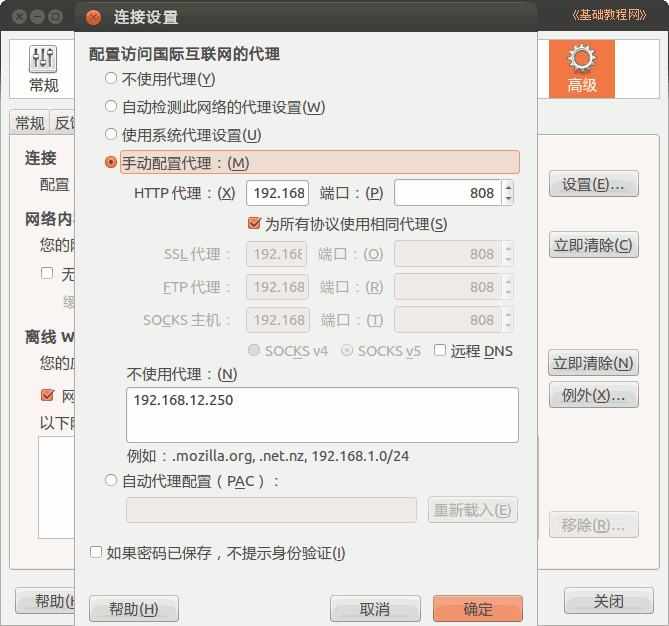 连接设置
《基础教程网》
常规
高级
常规
反馈
连接
配置
设置(E)...
网络内容
您的网
立即清除(C)
无
缓
离线 W
您的应
立即清除(N)
网
例外(X)...
以下网
移除(R)...
帮助(H
关闭
配置访问国际互联网的代理
不使用代理(Y)
自动检测此网络的代理设置(W)
使用系统代理设置(U)
手动配置代理：(M)
HTTP 代理：(X) 192.168 端口：(P) 808
为所有协议使用相同代理(S)
SSL 代理： 192.168 端口：(O) 808
FTP 代理： 192.168 端口：(R) 808
SOCKS 主机： 192.168 端口：(T) 808
SOCKS v4 SOCKS v5 远程 DNS
不使用代理：(N)
192.168.12.250
例如：.mozilla.org, .net.nz, 192.168.1.0/24
自动代理配置（PAC）：
重新载入(E)
如果密码已保存，不提示身份验证(I)
帮助(H) 取消 确定